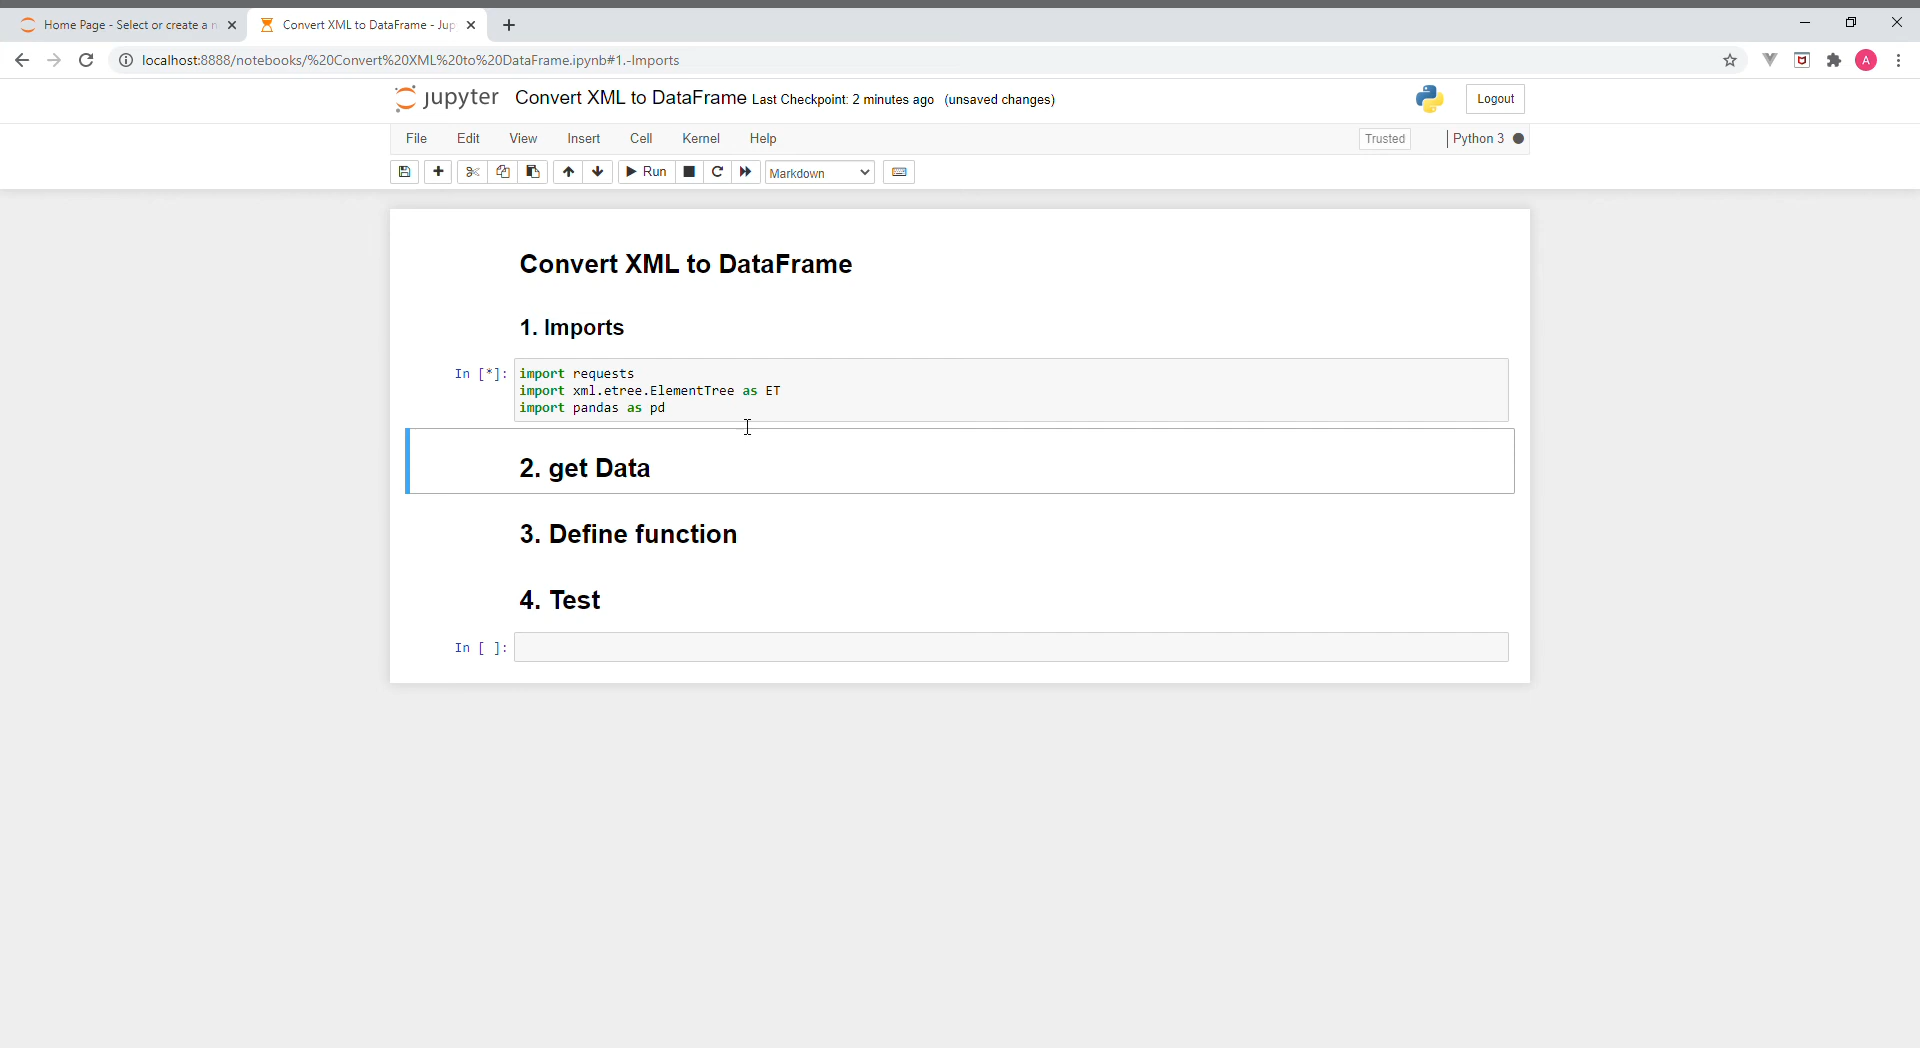 Home Page - Select or create a n
Convert XML to DataFrame - Jup
localhost:8888/notebooks/%20Convert%20XML%20to%20DataFrame.ipynb#1.-Imports
A
jupyter Convert XML to DataFrame Last Checkpoint: 2 minutes ago (unsaved changes)
Logout
File Edit View Insert Cell Kernel Help
Trusted
Python 3
Run
Markdown
Convert XML to DataFrame
1. Imports
In [*]:
import requests
import xml.etree.ElementTree as ET
import pandas as pd
2. get Data
3. Define function
4. Test
In [ ]: